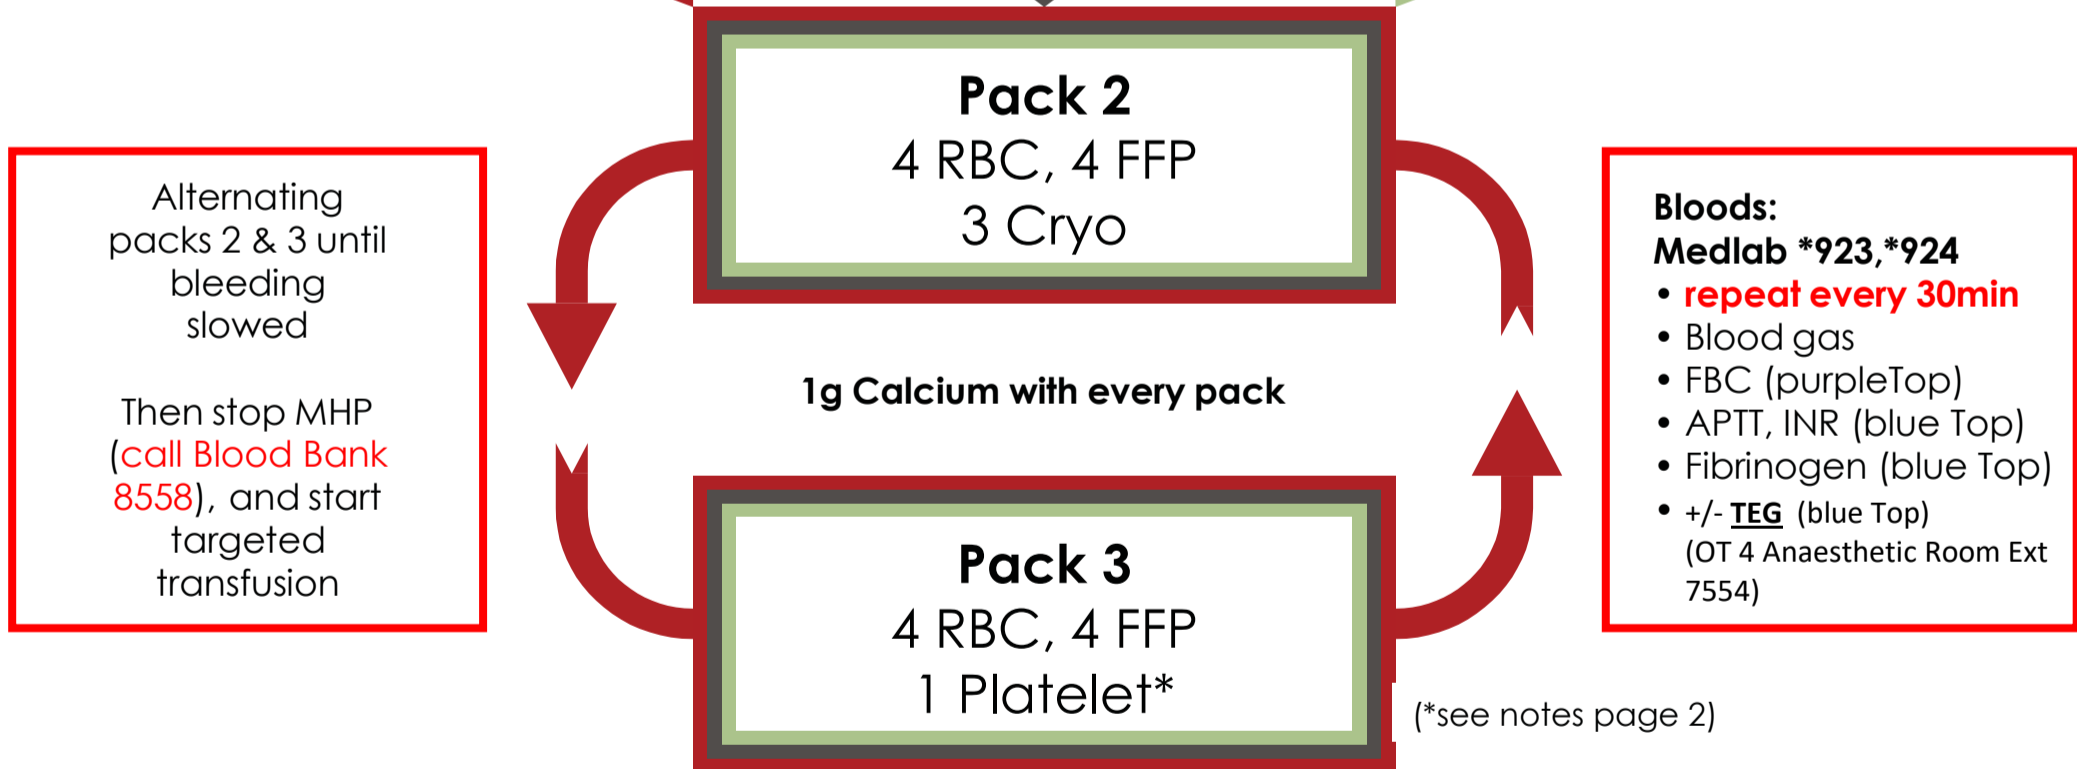 Pack 2
4 RBC, 4 FFP
3 Cryo
Alternating
packs 2 & 3 until
bleeding
slowed
Then stop MHP
(call Blood Bank
8558), and start
targeted
transfusion
1g Calcium with every pack
Bloods:
Medlab *923,*924
• repeat every 30min
• Blood gas
• FBC (purpleTop)
• APTT, INR (blue Top)
• Fibrinogen (blue Top)
• +/- TEG (blue Top)
(OT 4 Anaesthetic Room Ext
7554)
Pack 3
4 RBC, 4 FFP
1 Platelet*
(*see notes page 2)